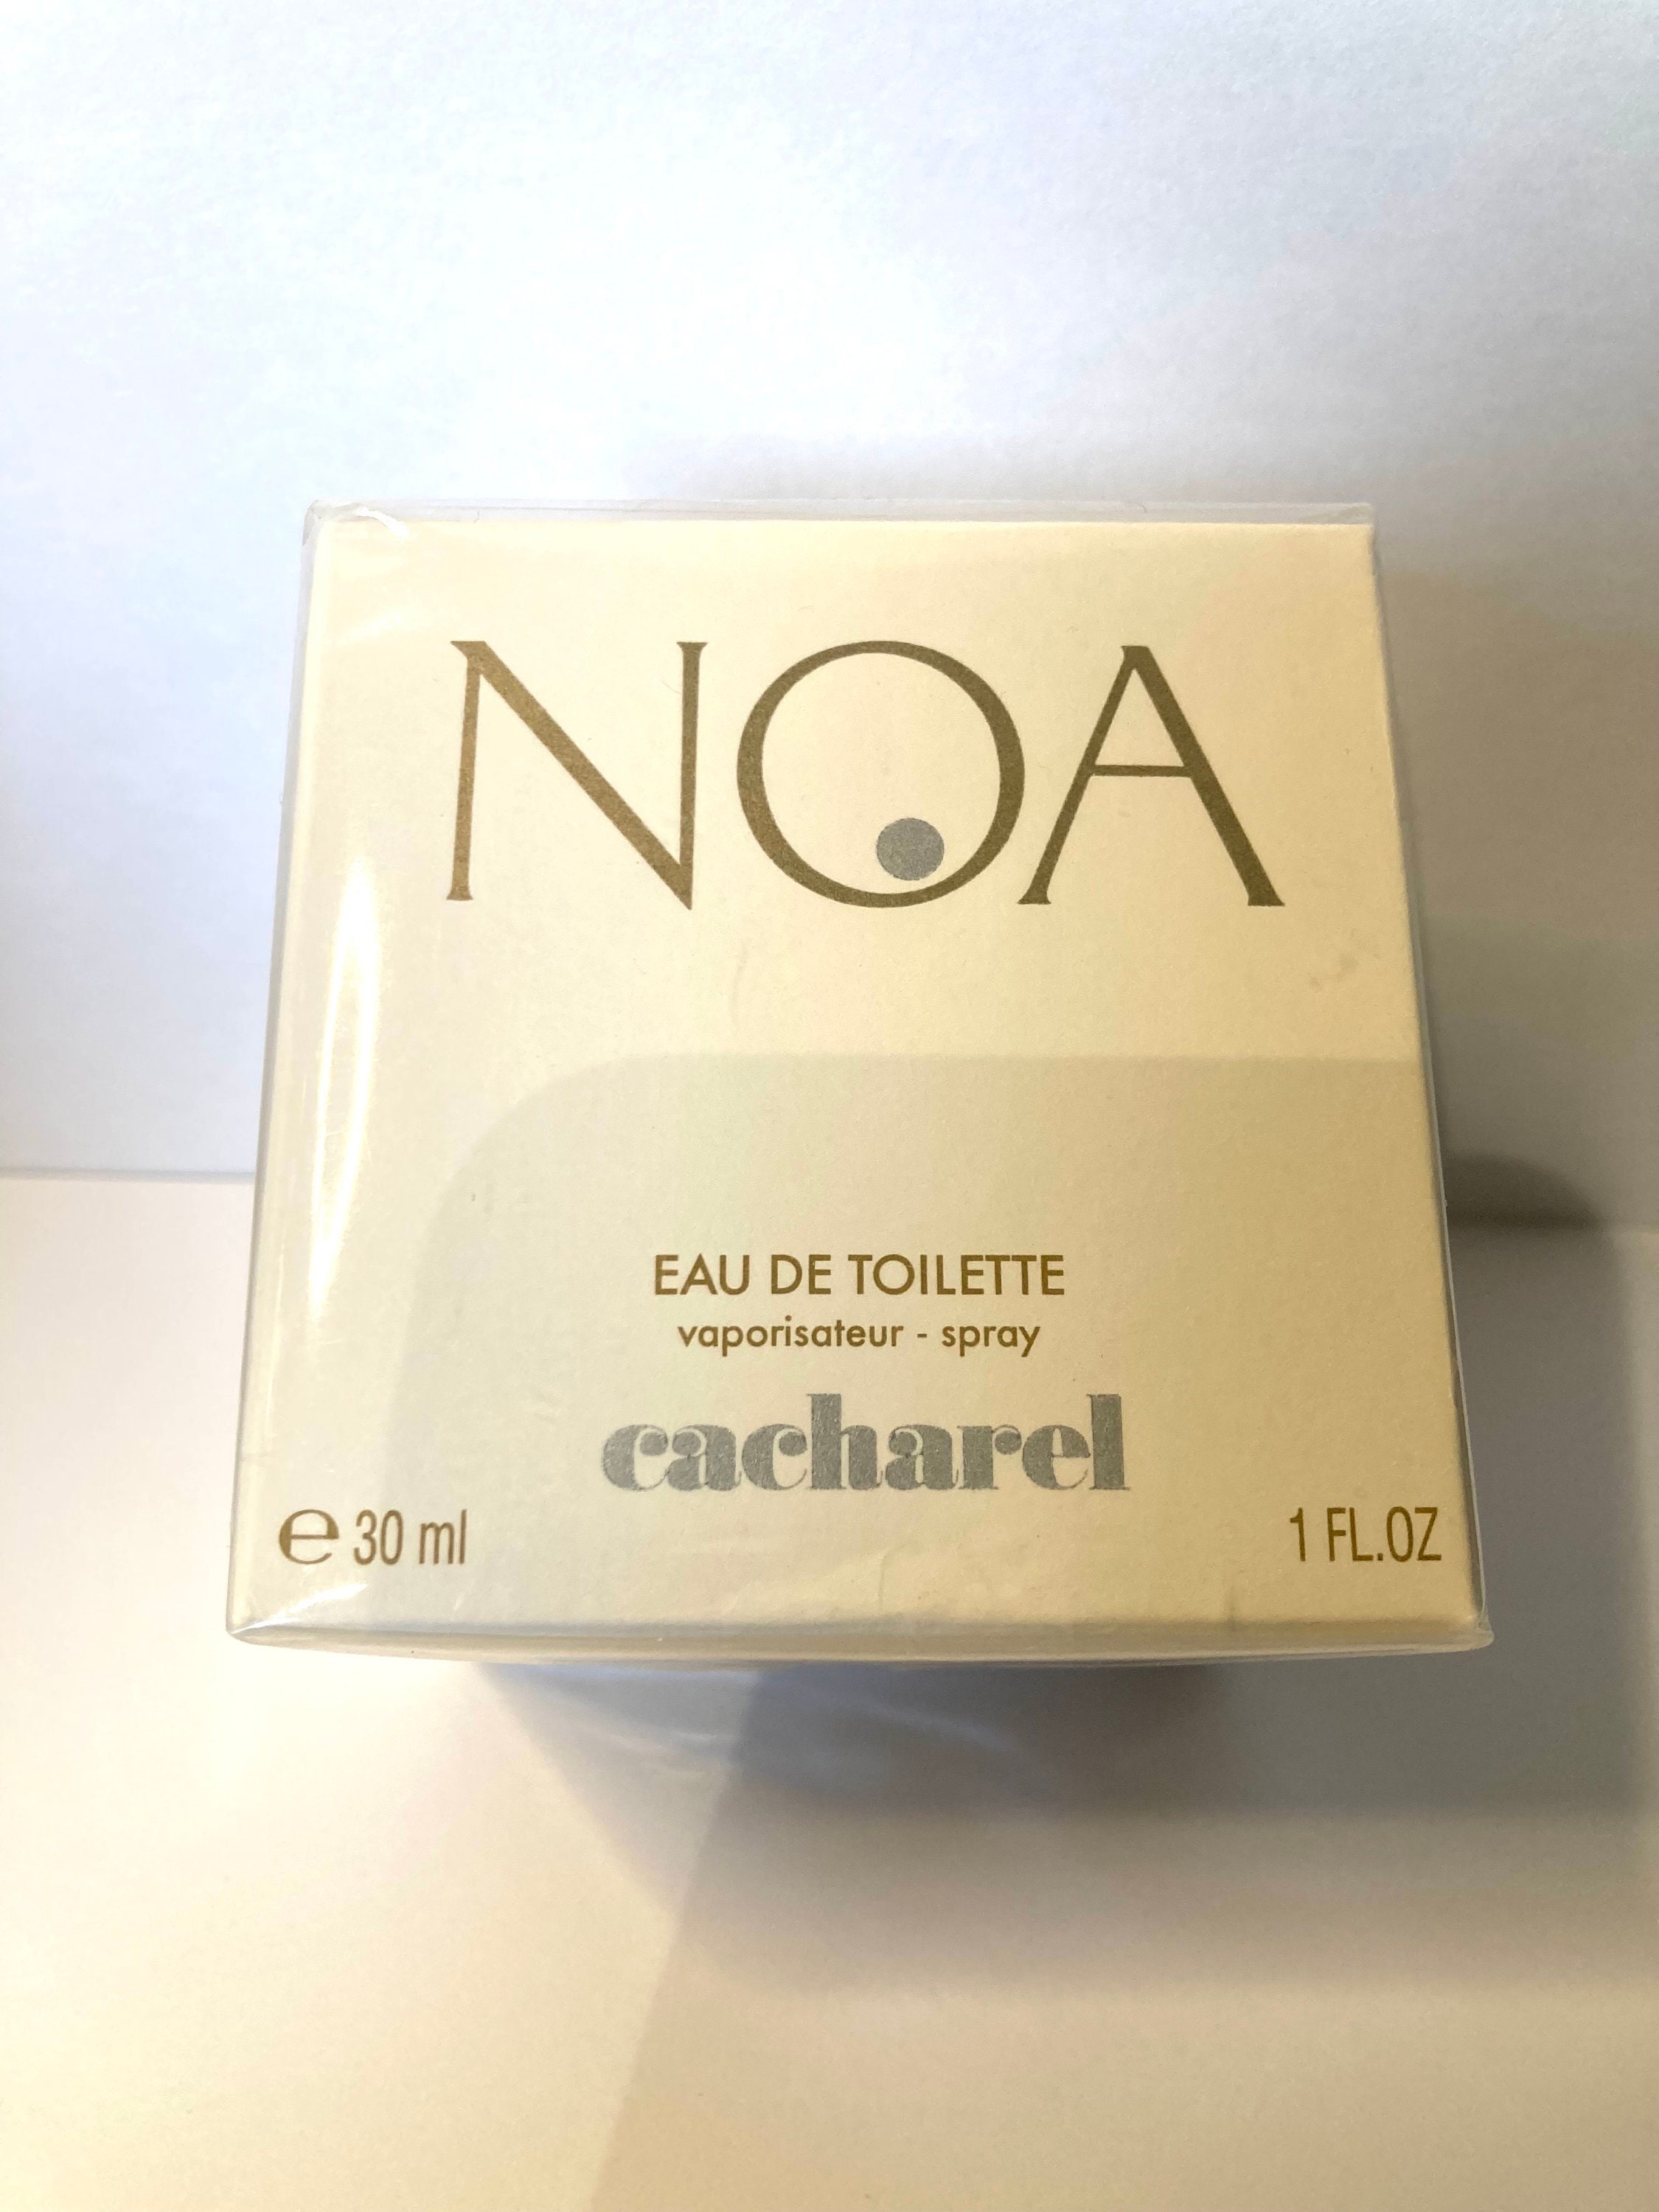 NOA
EAU DE TOILETTE
vaporisateur - spray
cacharel
℮ 30 ml 1 FL.OZ